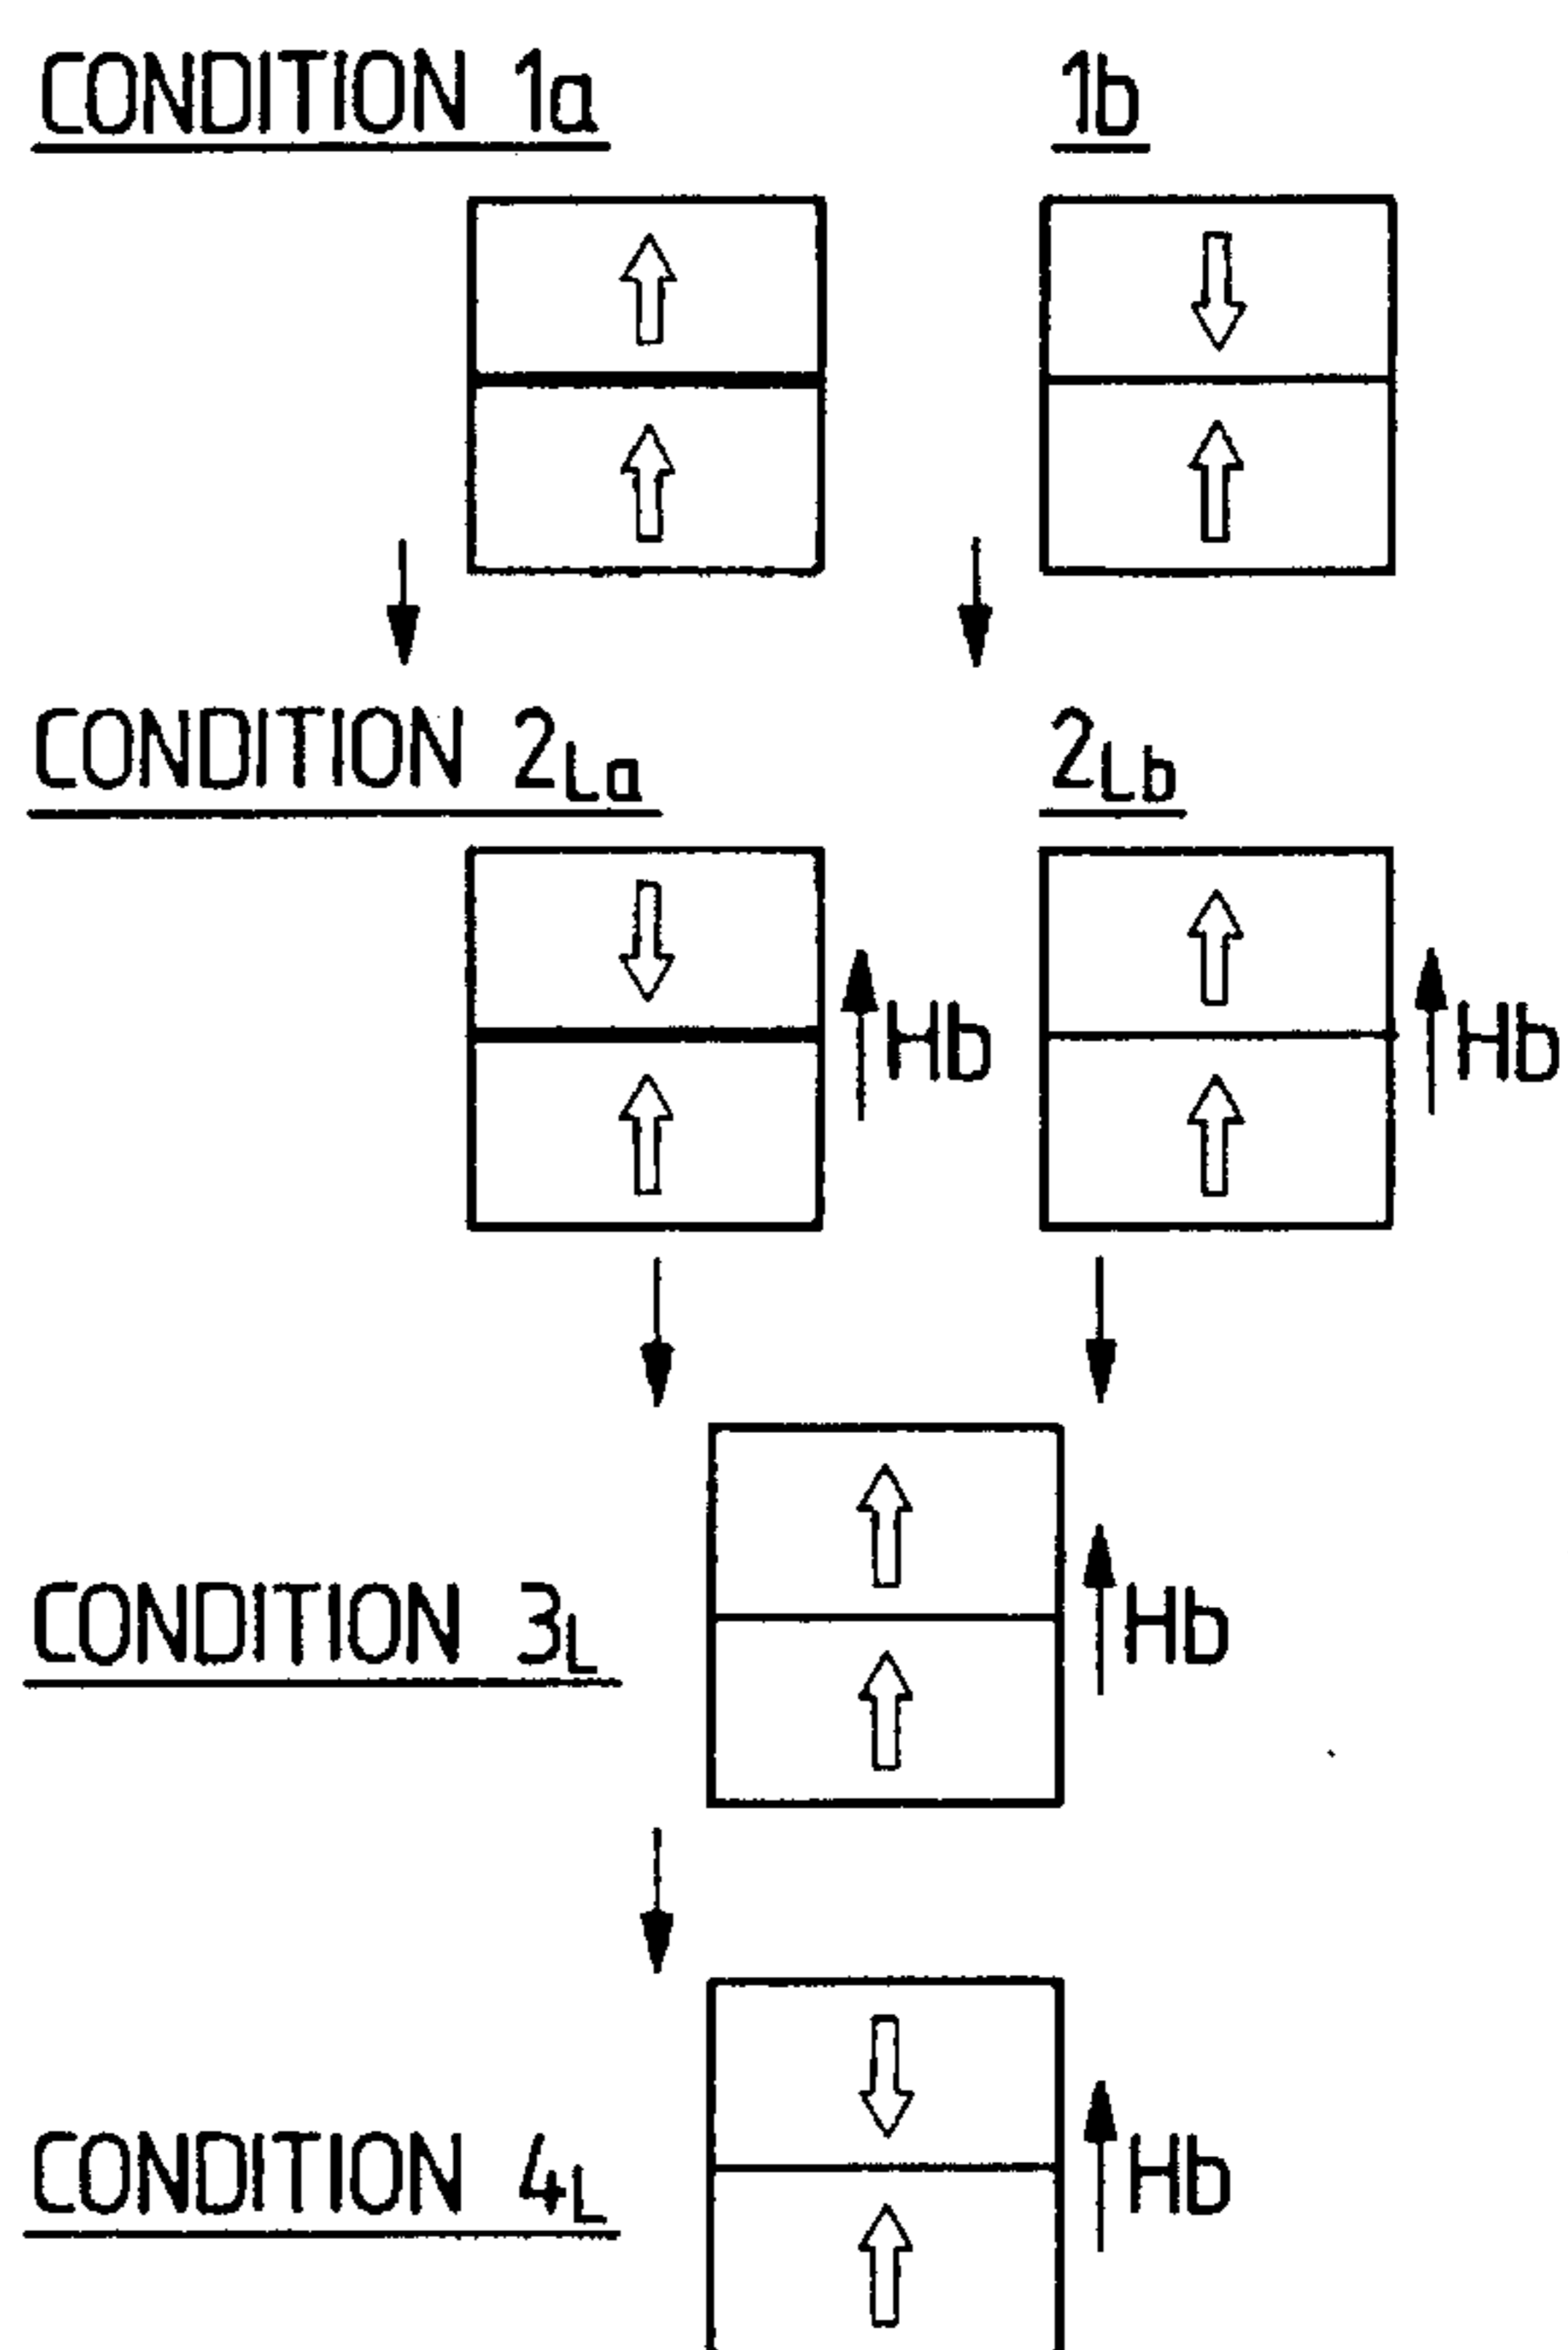 CONDITION 1a 1b
CONDITION 2La 2Lb
Hb Hb
CONDITION 3L Hb
CONDITION 4L Hb